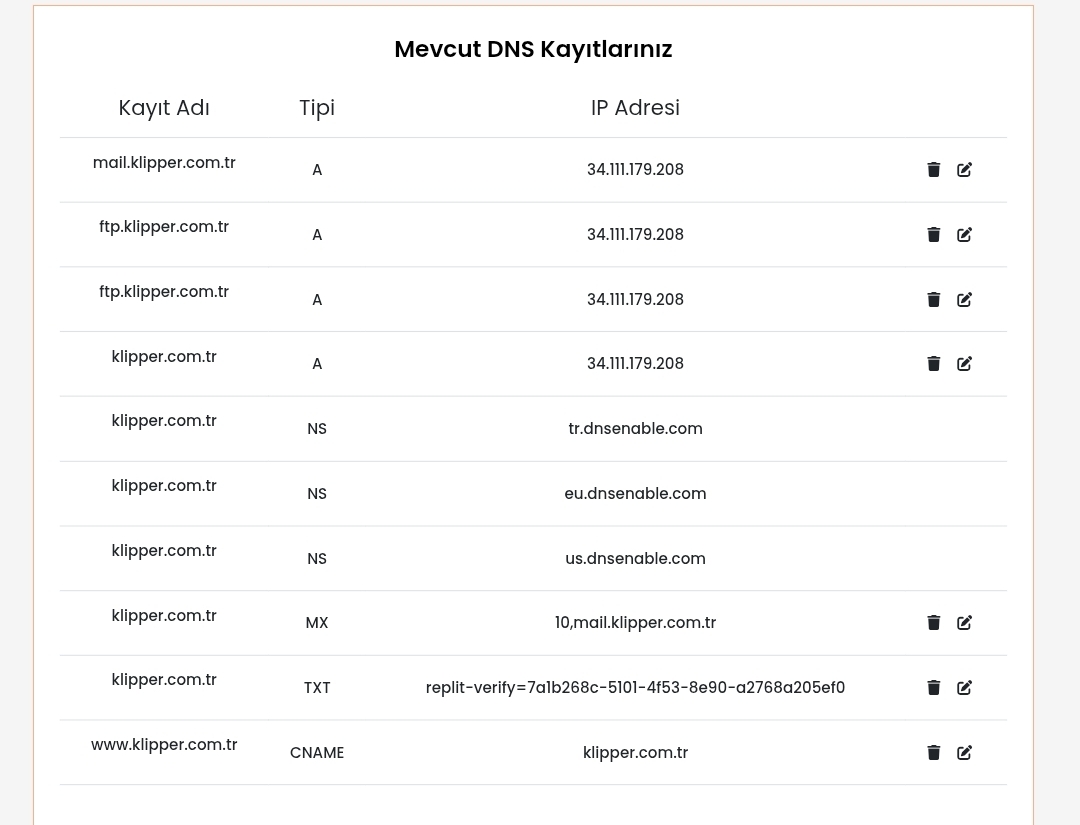 Mevcut DNS Kayıtlarınız
Kayıt Adı Tipi IP Adresi
mail.klipper.com.tr A 34.111.179.208
ftp.klipper.com.tr A 34.111.179.208
ftp.klipper.com.tr A 34.111.179.208
klipper.com.tr A 34.111.179.208
klipper.com.tr NS tr.dnsenable.com
klipper.com.tr NS eu.dnsenable.com
klipper.com.tr NS us.dnsenable.com
klipper.com.tr MX 10,mail.klipper.com.tr
klipper.com.tr TXT replit-verify=7a1b268c-5101-4f53-8e90-a2768a205ef0
www.klipper.com.tr CNAME klipper.com.tr